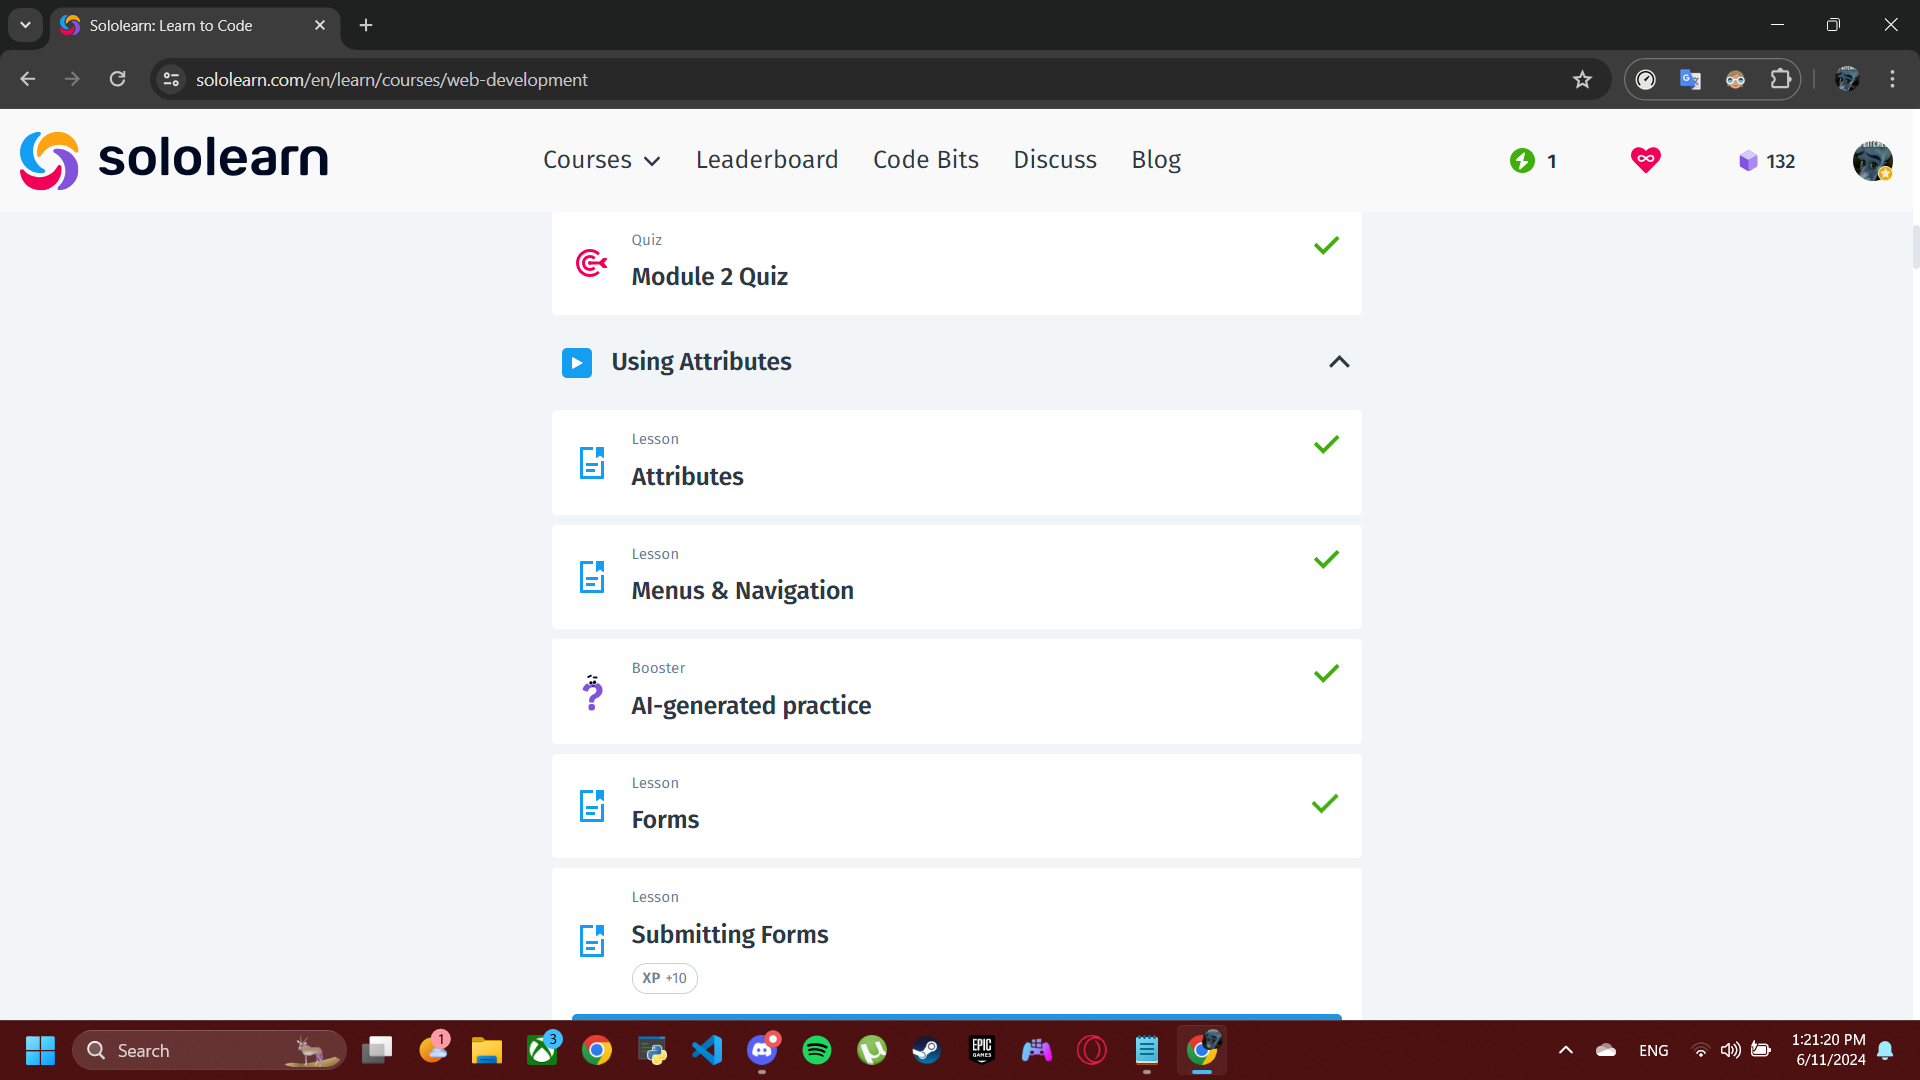 Sololearn: Learn to Code
sololearn.com/en/learn/courses/web-development
sololearn
Courses
Leaderboard
Code Bits
Discuss
Blog
1
132
Quiz
Module 2 Quiz
Using Attributes
Lesson
Attributes
Lesson
Menus & Navigation
Booster
AI-generated practice
Lesson
Forms
Lesson
Submitting Forms
XP +10
Search
1
3
EPIC
GAMES
ENG
1:21:20 PM
6/11/2024